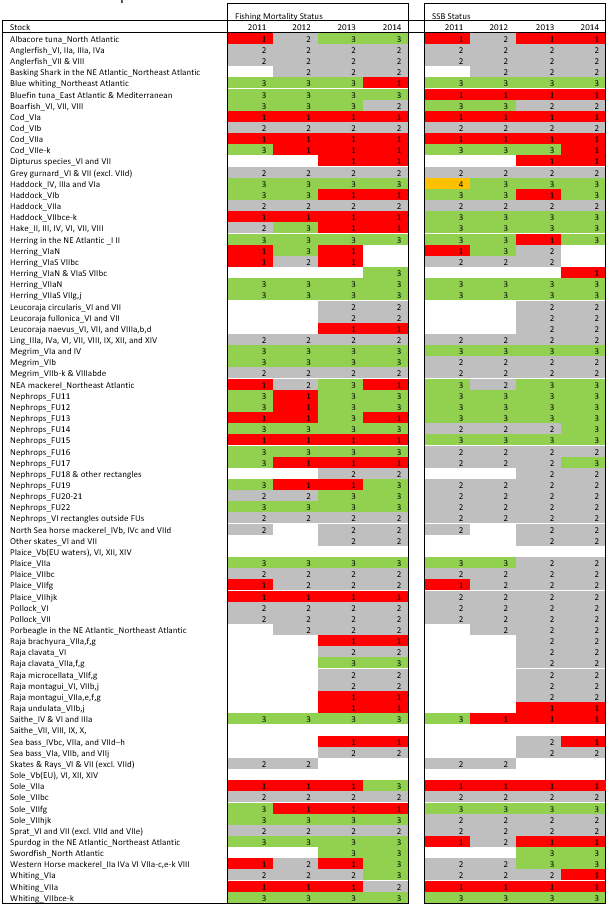 Fishing Mortality Status SSB Status
Stock 2011 2012 2013 2014 2011 2012 2013 2014
Albacore tuna_North Atlantic 1 2 3 3 1 2 1 1
Anglerfish_VI, IIa, IIIa, IVa 2 2 2 2 2 2 2 2
Anglerfish_VII & VIII 2 2 2 2 2 2 2 2
Basking Shark in the NE Atlantic_Northeast Atlantic 2 2 2 2 2 2
Blue whiting_Northeast Atlantic 3 3 3 1 3 3 3 3
Bluefin tuna_East Atlantic & Mediterranean 3 3 3 3 1 1 1 1
Boarfish_VI, VII, VIII 3 3 3 2 3 3 2 2
Cod_VIa 1 1 1 1 1 1 1 1
Cod_VIb 2 2 2 2 2 2 2 2
Cod_VIIa 1 1 1 1 1 1 1 1
Cod_VIIe-k 3 1 1 1 3 3 3 1
Dipturus species_VI and VII 1 1 1 1
Grey gurnard_VI & VII (excl. VIId) 2 2 2 2 2 2 2 2
Haddock_IV, IIIa and VIa 3 3 3 3 4 3 3 3
Haddock_VIb 3 3 1 1 3 3 1 3
Haddock_VIIa 2 2 2 2 2 2 2 2
Haddock_VIIbce-k 1 1 1 1 3 3 3 3
Hake_II, III, IV, VI, VII, VIII 2 3 1 1 3 3 3 3
Herring in the NE Atlantic _I II 3 3 3 3 3 3 1 3
Herring_VIaN 1 3 1 1 3 2
Herring_VIaS VIIbc 1 2 1 2 2 2
Herring_VIaN & VIaS VIIbc 3 1
Herring_VIIaN 3 3 3 3 3 3 3 3
Herring_VIIaS VIIg,j 3 3 3 3 3 3 3 3
Leucoraja circularis_VI and VII 2 2 2 2
Leucoraja fullonica_VI and VII 2 2 2 2
Leucoraja naevus_VI, VII, and VIIIa,b,d 1 1 2 2
Ling_IIIa, IVa, VI, VII, VIII, IX, XII, and XIV 2 2 2 2 2 2 2 2
Megrim_VIa and IV 3 3 3 3 3 3 3 3
Megrim_VIb 3 3 3 3 2 2 2 2
Megrim_VIIb-k & VIIIabde 2 2 2 2 2 2 2 2
NEA mackerel_Northeast Atlantic 1 2 3 1 3 2 3 3
Nephrops_FU11 3 1 3 3 3 3 3 3
Nephrops_FU12 3 1 3 3 3 3 3 3
Nephrops_FU13 1 1 3 1 3 3 3 3
Nephrops_FU14 3 3 3 3 2 2 2 3
Nephrops_FU15 1 1 1 1 3 3 3 3
Nephrops_FU16 3 3 3 3 2 2 2 2
Nephrops_FU17 3 1 1 1 2 2 2 3
Nephrops_FU18 & other rectangles 2 2 2 2
Nephrops_FU19 3 1 1 3 2 2 2 2
Nephrops_FU20-21 2 2 3 3 2 2 2 2
Nephrops_FU22 3 3 3 3 2 2 2 2
Nephrops_VI rectangles outside FUs 2 2 2 2 2 2 2 2
North Sea horse mackerel_IVb, IVc and VIId 2 2 2 2 2 2
Other skates_VI and VII 2 2 2 2
Plaice_Vb(EU waters), VI, XII, XIV
Plaice_VIIa 3 3 3 3 3 3 2 2
Plaice_VIIbc 2 2 2 2 2 2 2 2
Plaice_VIIfg 1 2 2 2 1 2 2 2
Plaice_VIIhjk 1 1 1 1 2 2 2 2
Pollock_VI 2 2 2 2 2 2 2 2
Pollock_VII 2 2 2 2 2 2 2 2
Porbeagle in the NE Atlantic_Northeast Atlantic 2 2 2 2 2 2
Raja brachyura_VIIa,f,g 1 1 2 2
Raja clavata_VI 2 2 2 2
Raja clavata_VIIa,f,g 3 3 2 2
Raja microcellata_VIIf,g 2 2 2 2
Raja montagui_VI, VIIb,j 2 2 2 2
Raja montagui_VIIa,e,f,g 1 1 2 2
Raja undulata_VIIb,j 1 1 1 1
Saithe_IV & VI and IIIa 3 3 3 3 3 1 1 1
Saithe_VII, VIII, IX, X,
Sea bass_IVbc, VIIa, and VIId–h 1 1 2 1
Sea bass_VIa, VIIb, and VIIj 2 2 2 2
Skates & Rays_VI & VII (excl. VIId) 2 2 2 2
Sole_Vb(EU), VI, XII, XIV
Sole_VIIa 1 1 1 3 1 1 1 1
Sole_VIIbc 2 2 2 2 2 2 2 2
Sole_VIIfg 3 1 1 1 3 3 3 3
Sole_VIIhjk 3 3 3 3 2 2 2 2
Sprat_VI and VII (excl. VIId and VIIe) 2 2 2 2 2 2 2 2
Spurdog in the NE Atlantic_Northeast Atlantic 3 3 3 3 1 2 1 1
Swordfish_North Atlantic 3 3 3 3
Western Horse mackerel_IIa IVa VI VIIa-c,e-k VIII 1 2 1 3 2 2 3 3
Whiting_VIa 2 2 2 3 2 2 2 1
Whiting_VIIa 1 1 1 2 1 1 1 1
Whiting_VIIbce-k 3 3 3 3 3 3 3 3